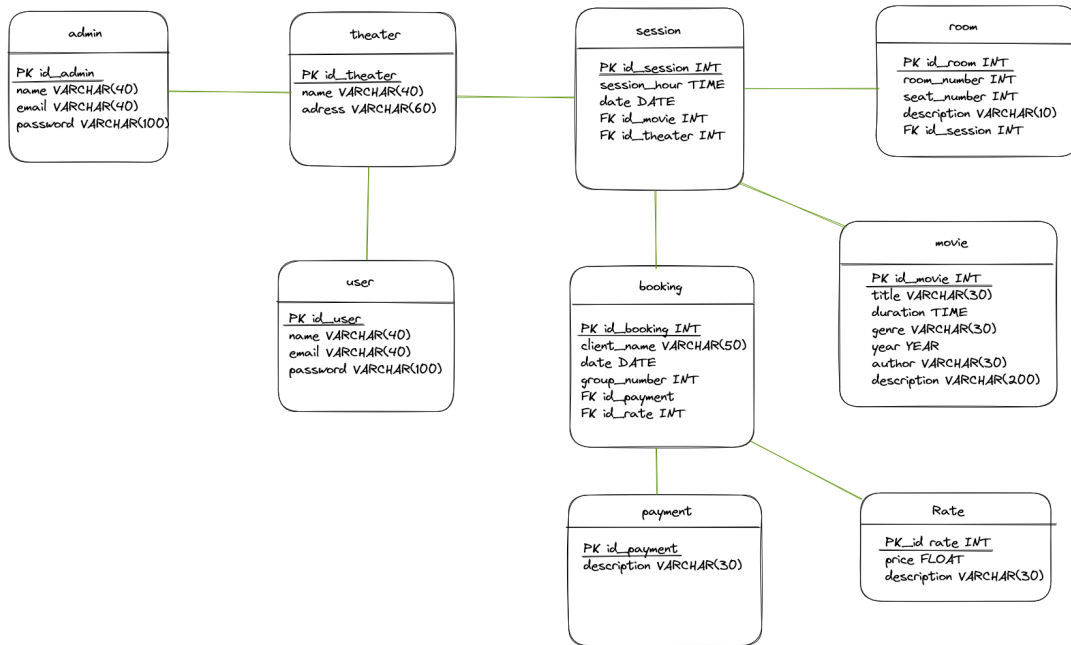 admin
PK id_admin
name VARCHAR(40)
email VARCHAR(40)
password VARCHAR(100)
theater
PK id_theater
name VARCHAR(40)
adress VARCHAR(60)
session
PK id_session INT
session_hour TIME
date DATE
FK id_movie INT
FK id_theater INT
room
PK id_room INT
room_number INT
seat_number INT
description VARCHAR(10)
FK id_session INT
user
PK id_user
name VARCHAR(40)
email VARCHAR(40)
password VARCHAR(100)
booking
PK id_booking INT
client_name VARCHAR(50)
date DATE
group_number INT
FK id_payment
FK id_rate INT
movie
PK id_movie INT
title VARCHAR(30)
duration TIME
genre VARCHAR(30)
year YEAR
author VARCHAR(30)
description VARCHAR(200)
payment
PK id_payment
description VARCHAR(30)
Rate
PK_id rate INT
price FLOAT
description VARCHAR(30)